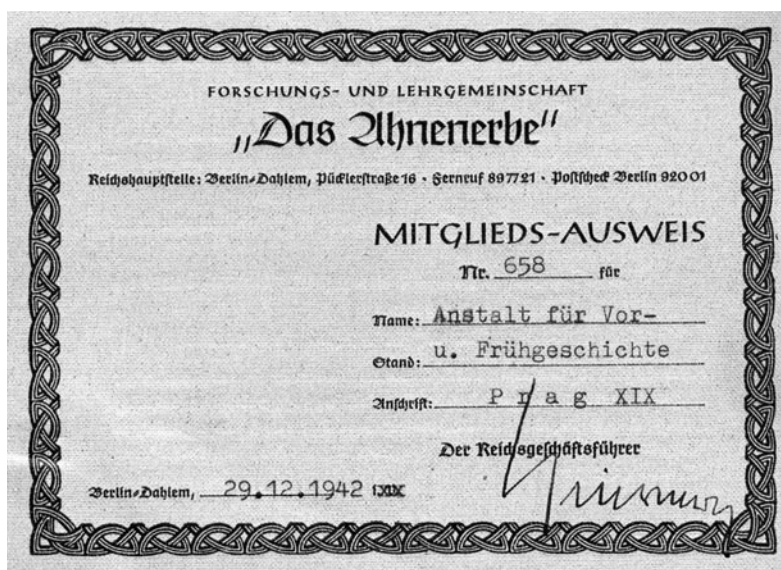 FORSCHUNGS- UND LEHRGEMEINSCHAFT
„Das Ahnenerbe"
Reichshauptstelle: Berlin-Dahlem, Pücklerstraße 16 · Fernruf 897721 · Postscheck Berlin 92001
MITGLIEDS-AUSWEIS
Nr. 658 für
Name: Anstalt für Vor-
Stand: u. Frühgeschichte
Anschrift: Prag XIX
Der Reichsgeschäftsführer
Berlin-Dahlem, 29.12.1942